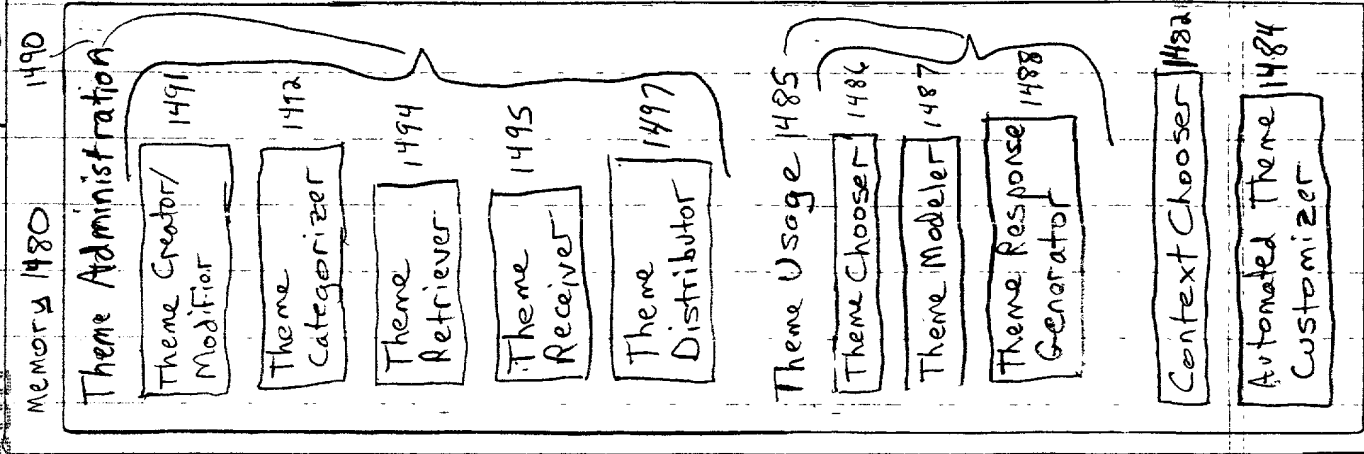 Memory 1480
1490
Theme Administration
Theme Creator/
Modifier
1491
Theme
Categorizer
1492
Theme
Retriever
1494
Theme
Receiver
1495
Theme
Distributor
1497
Theme Usage 1485
Theme Chooser
1486
Theme Modeler
1487
Theme Response
Generator
1488
Context Chooser
1482
Automated Theme
Customizer
1484